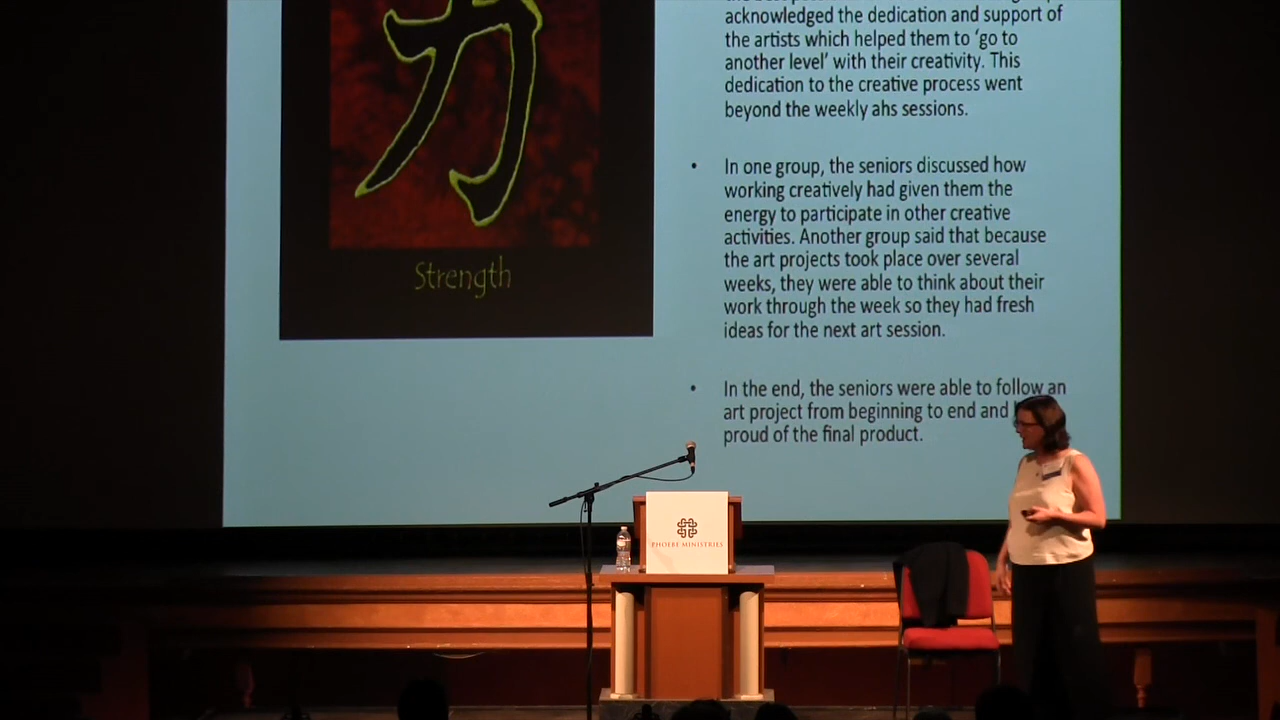 力
Strength
acknowledged the dedication and support of
the artists which helped them to ‘go to
another level’ with their creativity. This
dedication to the creative process went
beyond the weekly ahs sessions.
• In one group, the seniors discussed how
working creatively had given them the
energy to participate in other creative
activities. Another group said that because
the art projects took place over several
weeks, they were able to think about their
work through the week so they had fresh
ideas for the next art session.
• In the end, the seniors were able to follow an
art project from beginning to end and
proud of the final product.
PHOEBE MINISTRIES